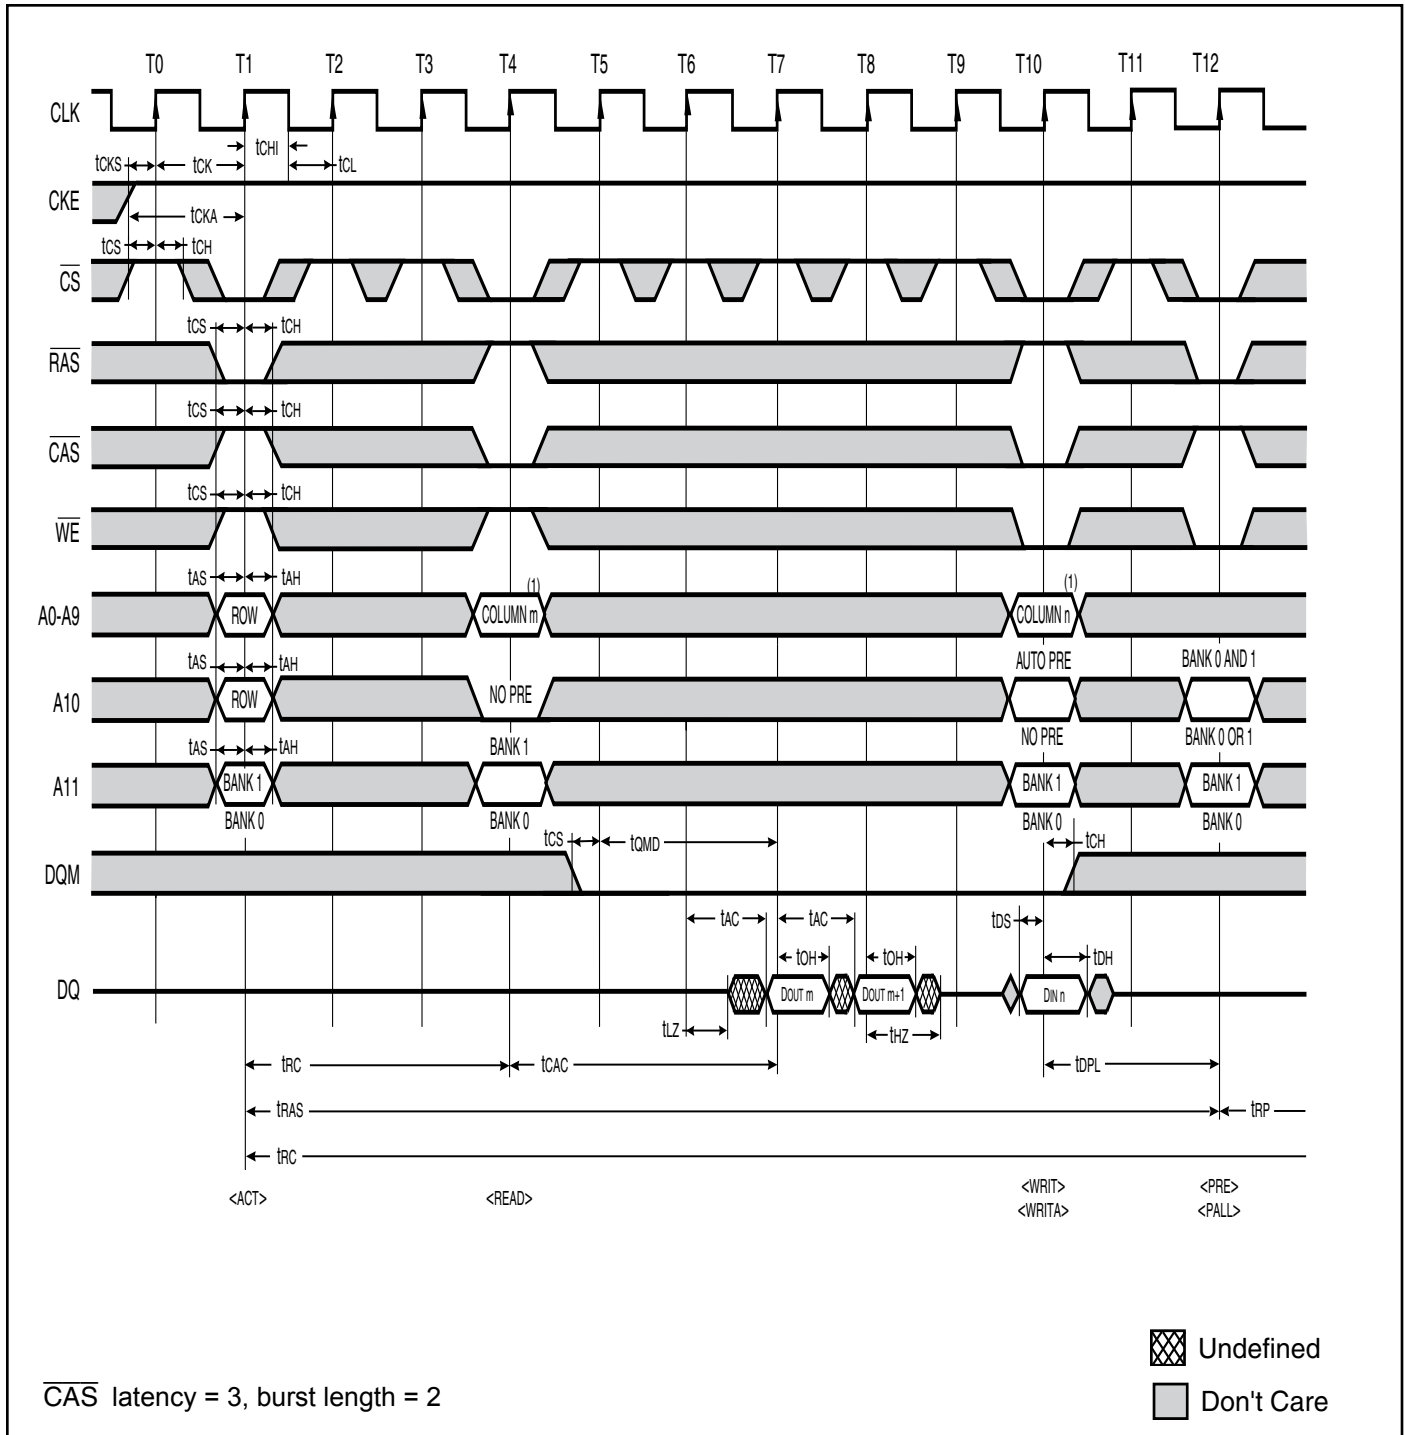 T0 T1 T2 T3 T4 T5 T6 T7 T8 T9 T10 T11 T12
CLK
tCHI
tCKS tCK tCL
CKE
tCKA
tCS tCH
CS
tCS tCH
RAS
tCS tCH
CAS
tCS tCH
WE
tAS tAH
(1) (1)
A0-A9 ROW COLUMN m COLUMN n
tAS tAH AUTO PRE BANK 0 AND 1
A10 ROW NO PRE
NO PRE BANK 0 OR 1
tAS tAH BANK 1
A11 BANK 1 BANK 1 BANK 1
BANK 0 BANK 0 BANK 0 BANK 0
tCS tQMD tCH
DQM
tAC tAC tDS
tOH tOH tDH
DQ DOUT m DOUT m+1 DIN n
tLZ tHZ
tRC tCAC tDPL
tRAS tRP
tRC
<ACT> <READ> <WRIT> <PRE>
<WRITA> <PALL>
Undefined
CAS latency = 3, burst length = 2
Don't Care